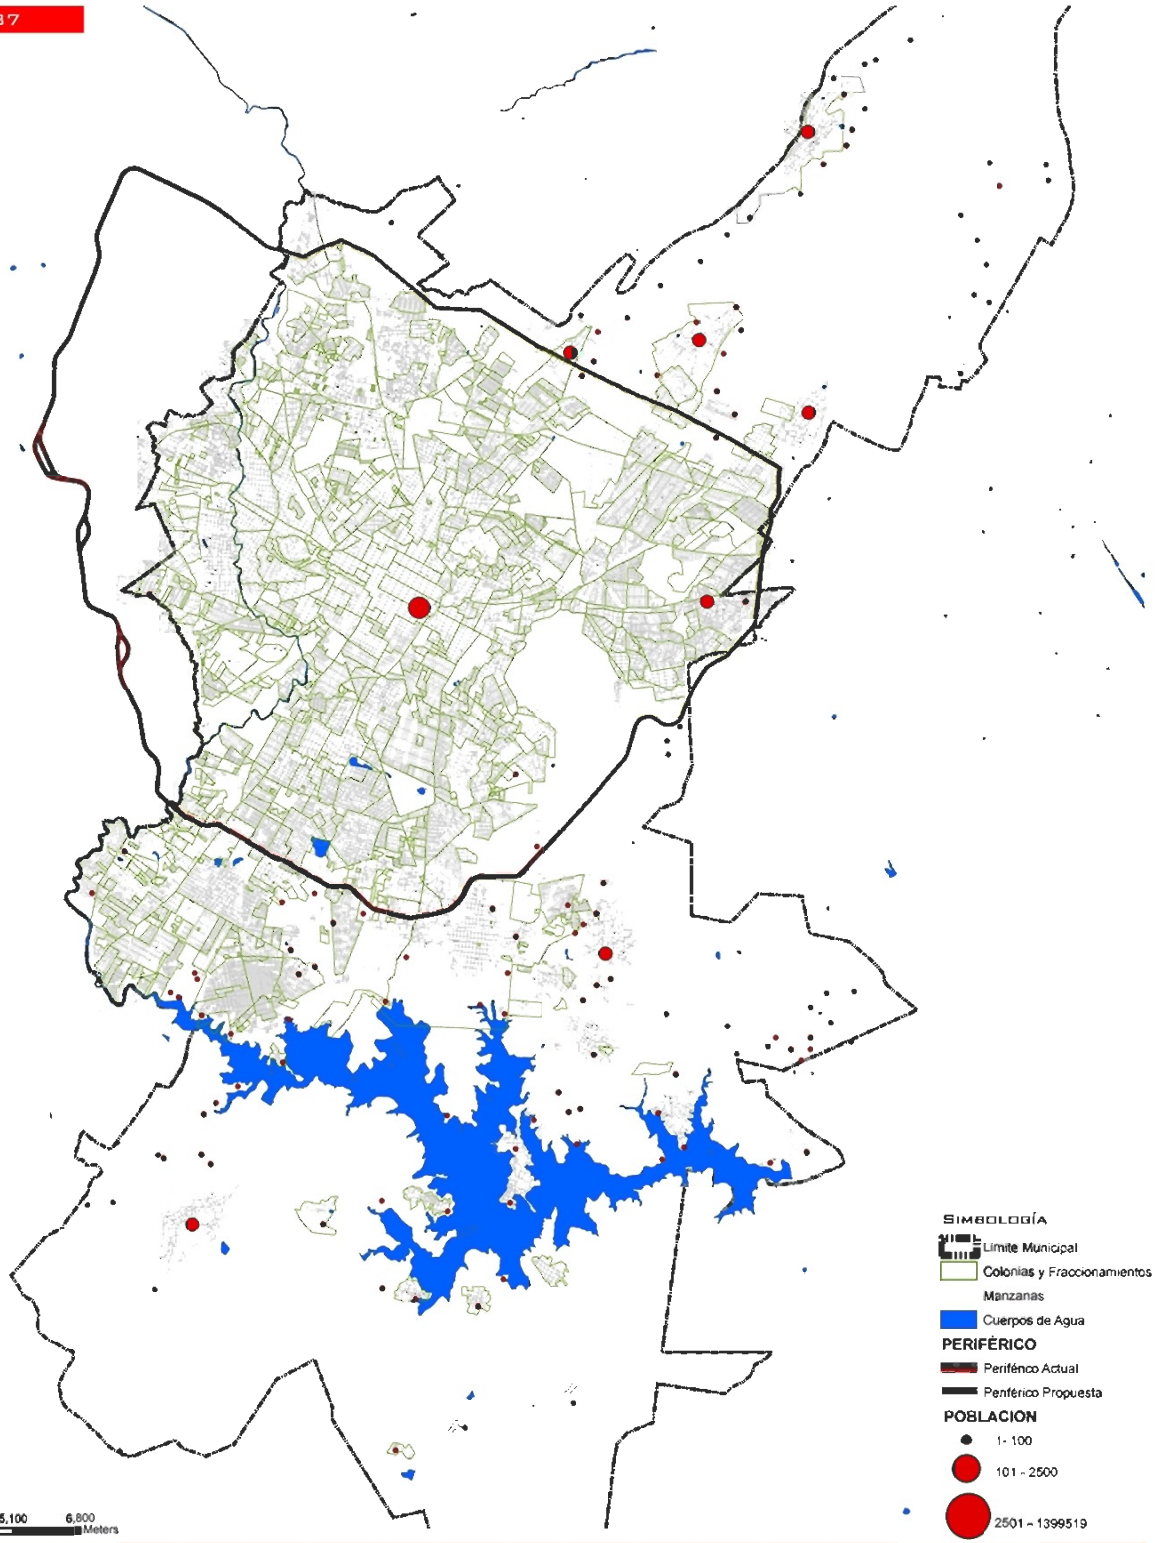 37
SIMBOLOGÍA
Limite Municipal
Colonias y Fraccionamientos
Manzanas
Cuerpos de Agua
PERIFÉRICO
Periférico Actual
Periférico Propuesta
POBLACION
1- 100
101 - 2500
2501 - 1399519
5,100 6,800
Meters